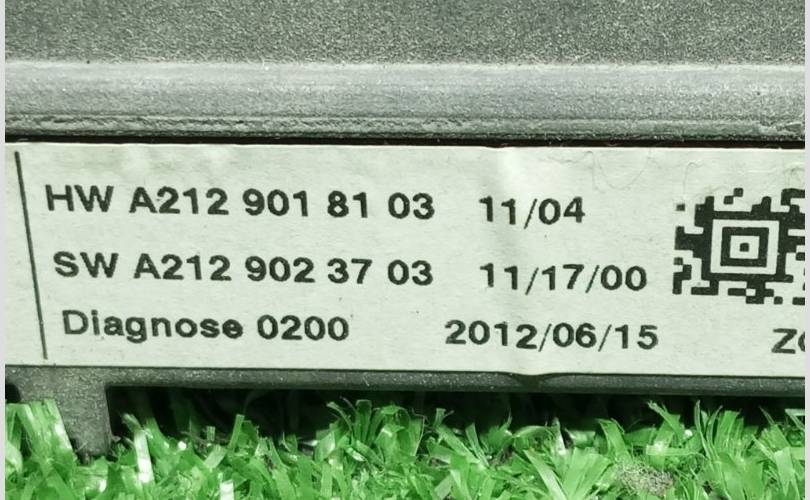 HW A212 901 81 03 11/04
SW A212 902 37 03 11/17/00
Diagnose 0200 2012/06/15